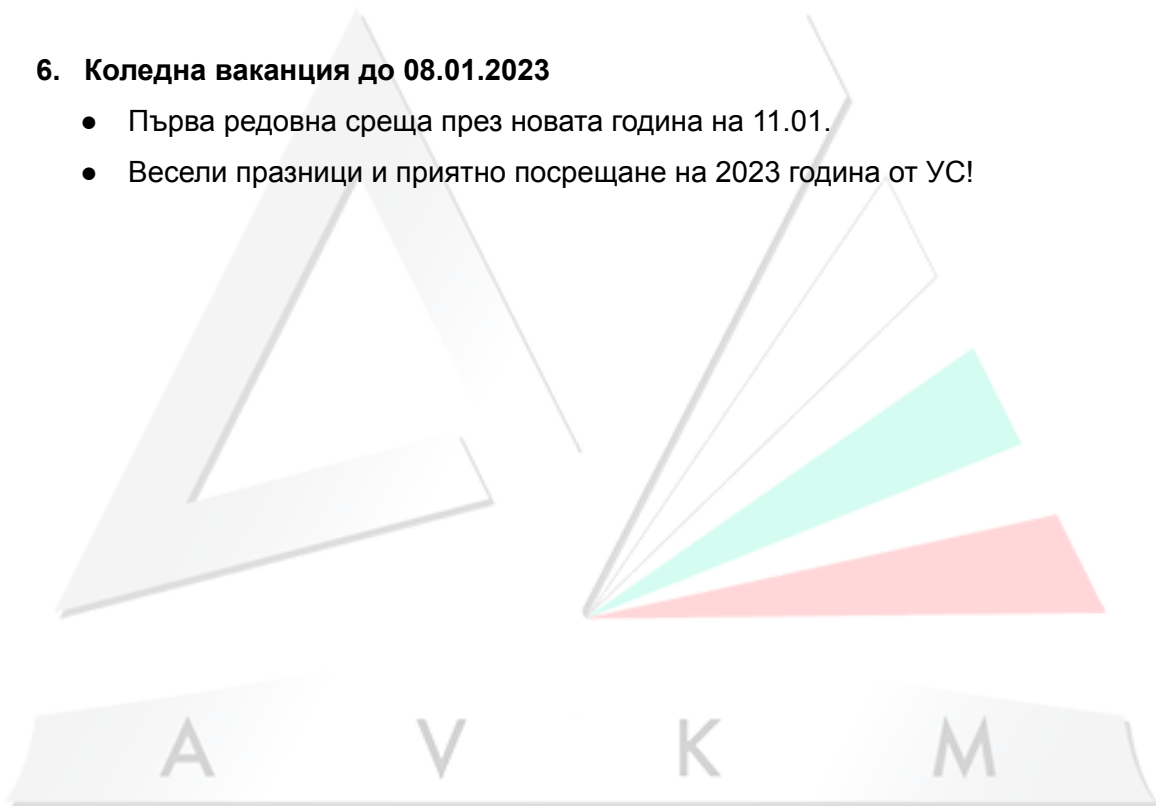 6. Коледна ваканция до 08.01.2023
● Първа редовна среща през новата година на 11.01.
● Весели празници и приятно посрещане на 2023 година от УС!
A V K M